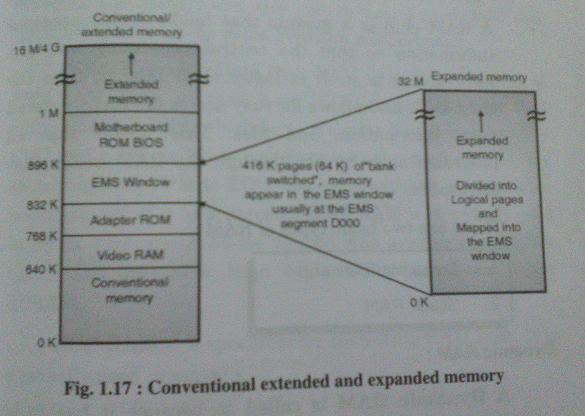 Conventional/
extended memory
16 M/4 G
Extended
memory
1 M
Motherboard
ROM BIOS
896 K
EMS Window
832 K
Adapter ROM
768 K
Video RAM
640 K
Conventional
memory
0 K
416 K pages (64 K) of "bank
switched", memory
appear in the EMS window
usually at the EMS
segment D000
32 M Expanded memory
Expanded
memory
Divided into
Logical pages
and
Mapped into
the EMS
window
0 K
Fig. 1.17 : Conventional extended and expanded memory